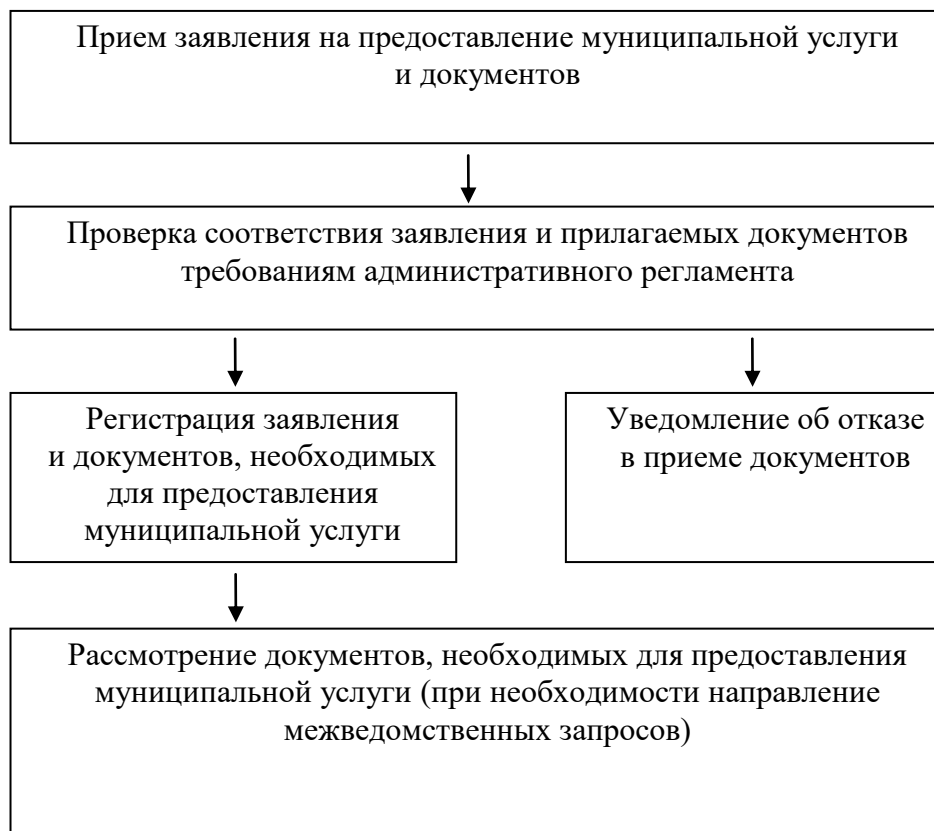 Прием заявления на предоставление муниципальной услуги
и документов
Проверка соответствия заявления и прилагаемых документов
требованиям административного регламента
Регистрация заявления
и документов, необходимых
для предоставления
муниципальной услуги
Уведомление об отказе
в приеме документов
Рассмотрение документов, необходимых для предоставления
муниципальной услуги (при необходимости направление
межведомственных запросов)